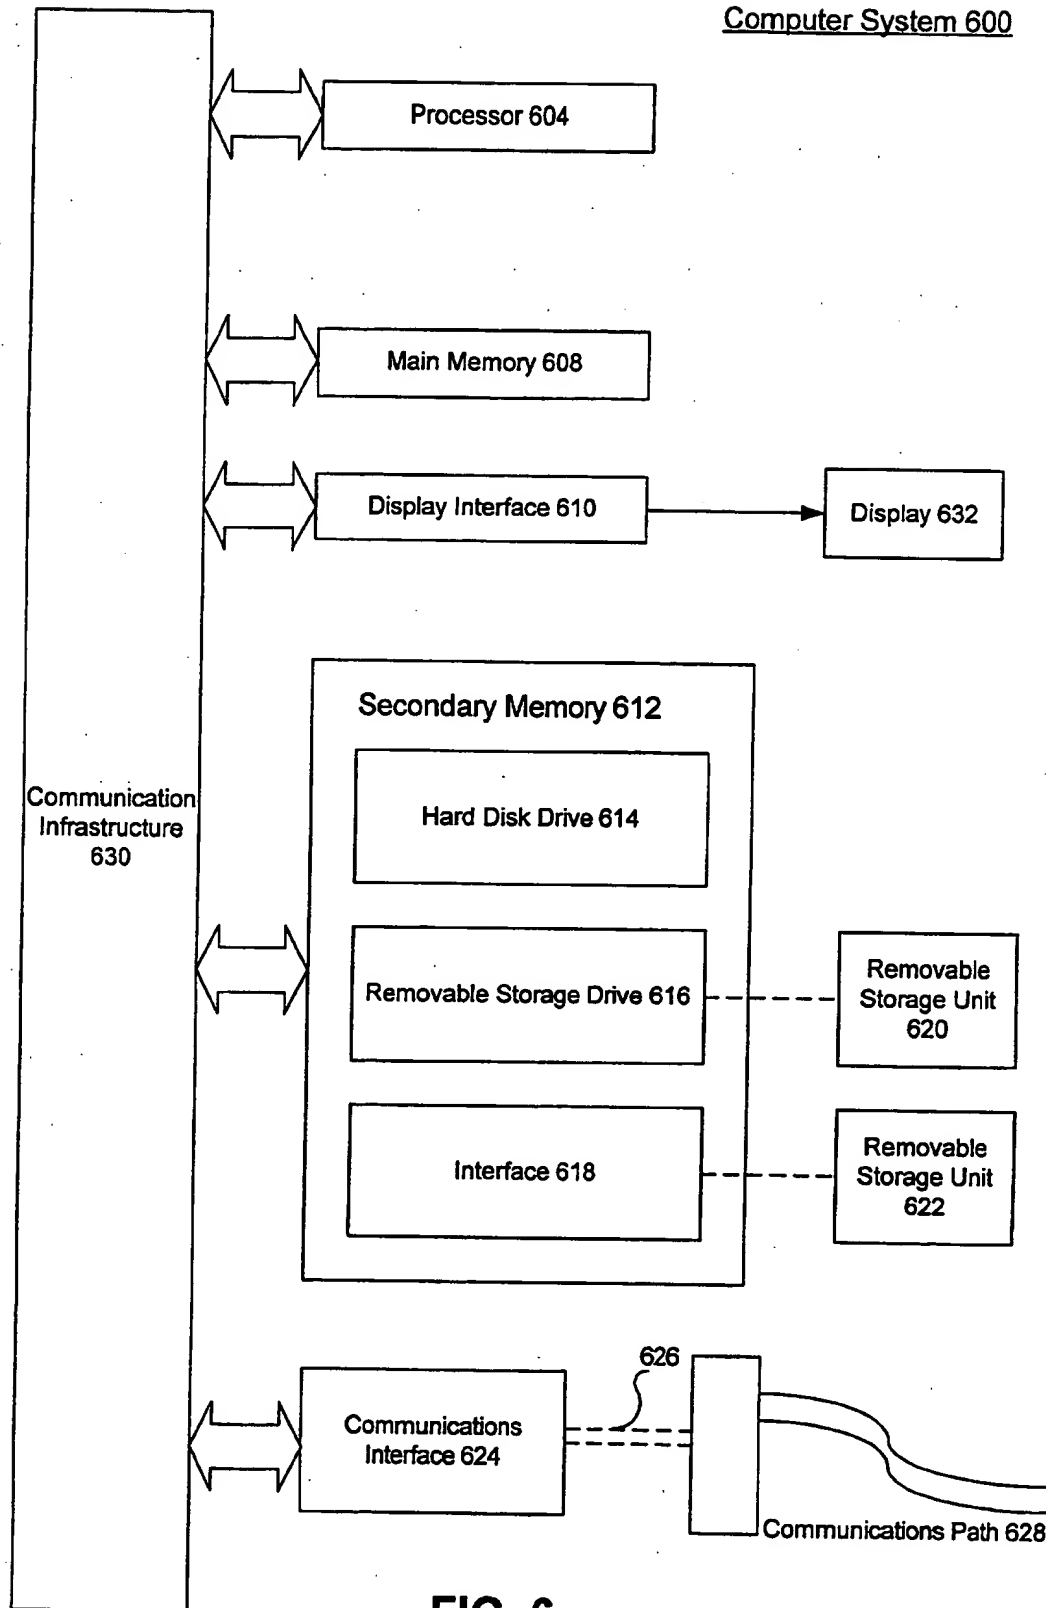 Computer System 600
Processor 604
Main Memory 608
Display Interface 610
Display 632
Secondary Memory 612
Hard Disk Drive 614
Communication
Infrastructure
630
Removable Storage Drive 616
Removable
Storage Unit
620
Interface 618
Removable
Storage Unit
622
626
Communications
Interface 624
Communications Path 628
FIG. 6